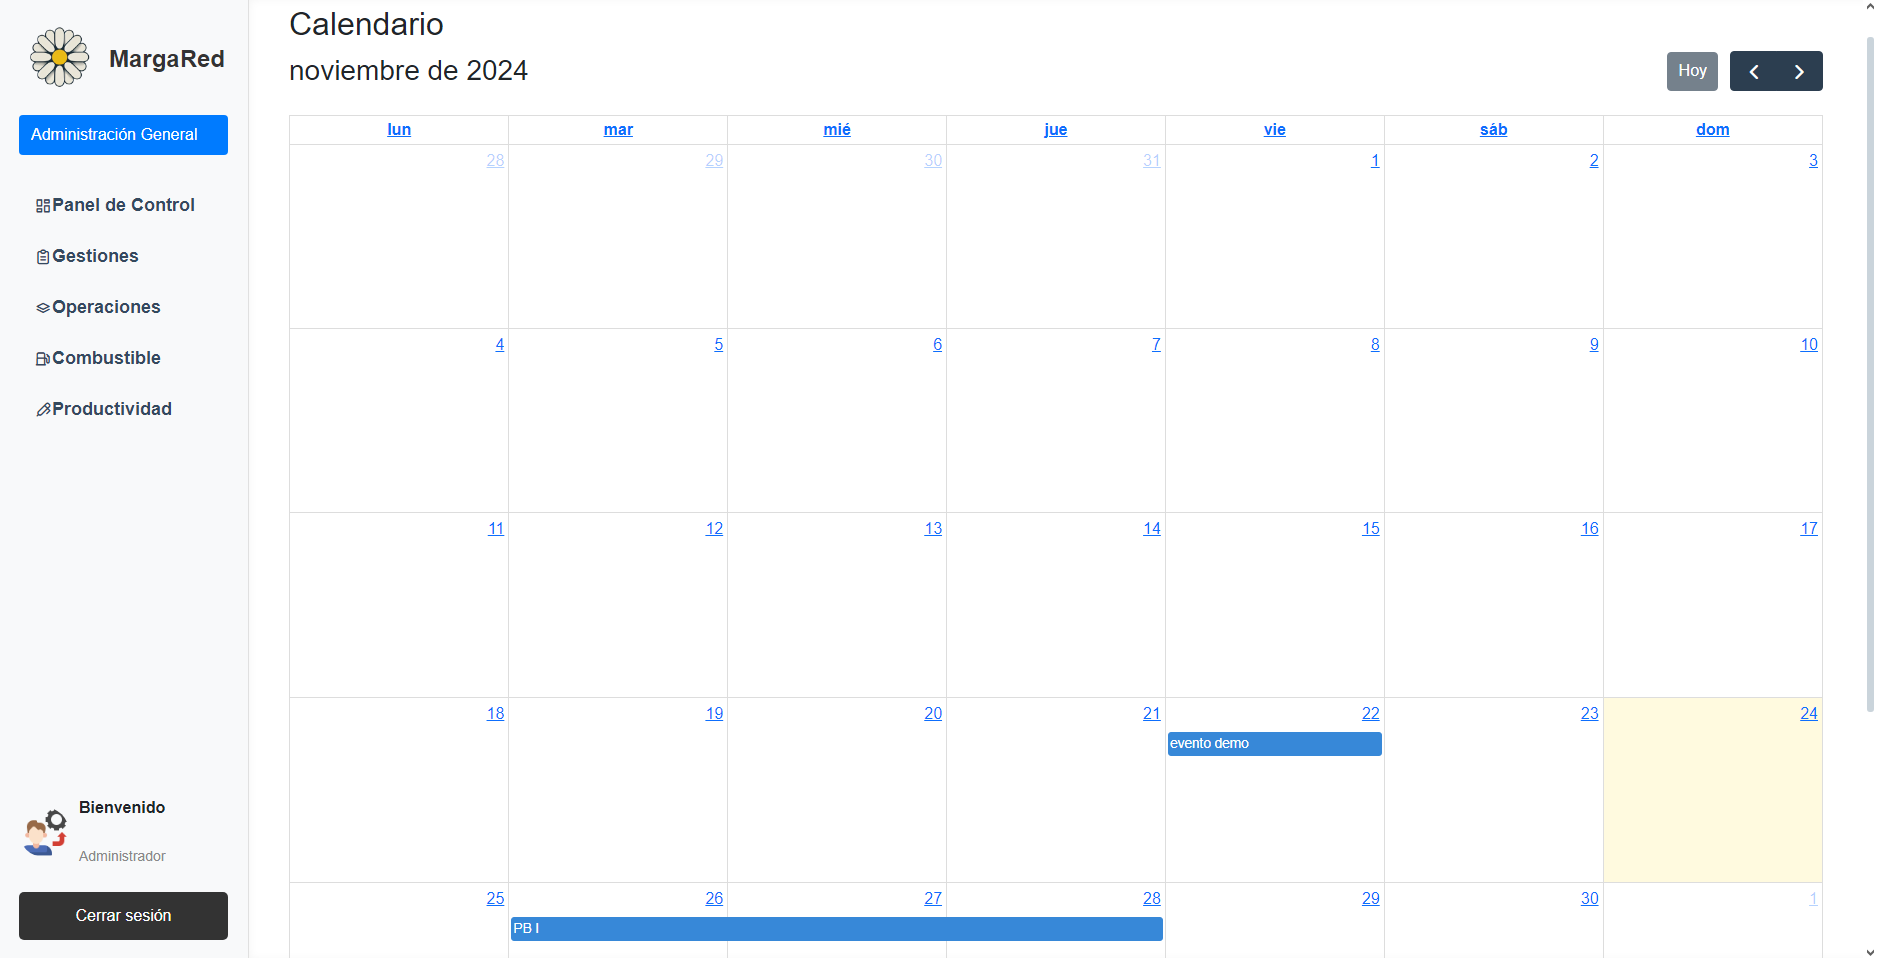 MargaRed
Administración General
Panel de Control
Gestiones
Operaciones
Combustible
Productividad
Bienvenido
Administrador
Cerrar sesión
Calendario
noviembre de 2024
Hoy
lun mar mié jue vie sáb dom
28 29 30 31 1 2 3
4 5 6 7 8 9 10
11 12 13 14 15 16 17
18 19 20 21 22 23 24
evento demo
25 26 27 28 29 30 1
PB I